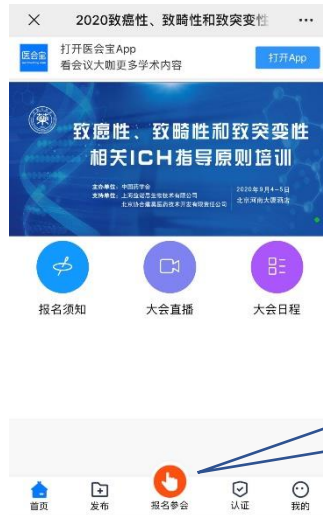 2020致癌性、致畸性和致突变性
医会宝
打开医会宝App
看会议大咖更多学术内容
打开App
致癌性、致畸性和致突变性
相关ICH指导原则培训
主办单位：中国药学会
2020年9月4-5日
北京河南大厦酒店
报名须知
大会直播
大会日程
首页
发布
报名参会
认证
我的